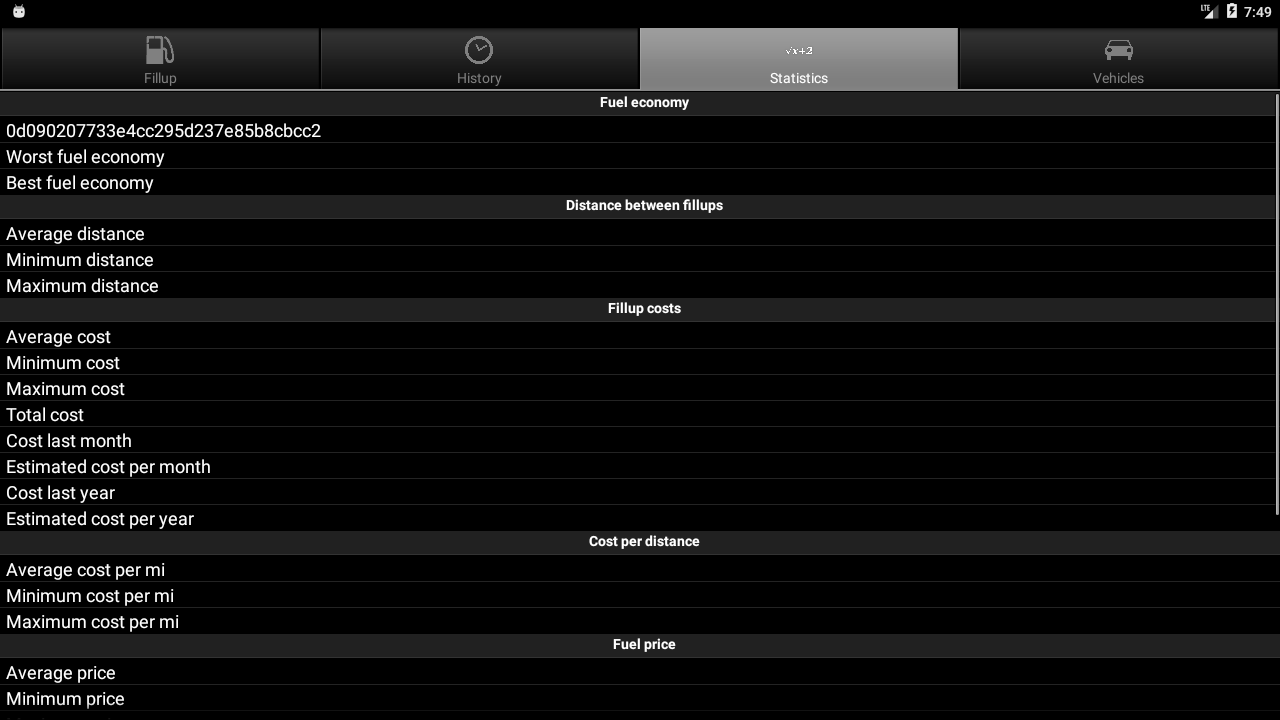 LTE 7:49
Fillup
History
√x+2
Statistics
Vehicles
Fuel economy
0d090207733e4cc295d237e85b8cbcc2
Worst fuel economy
Best fuel economy
Distance between fillups
Average distance
Minimum distance
Maximum distance
Fillup costs
Average cost
Minimum cost
Maximum cost
Total cost
Cost last month
Estimated cost per month
Cost last year
Estimated cost per year
Cost per distance
Average cost per mi
Minimum cost per mi
Maximum cost per mi
Fuel price
Average price
Minimum price